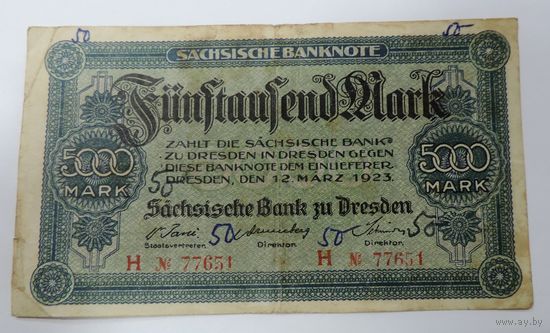 50 50
SÄCHSISCHE BANKNOTE
Fünftausend Mark
ZAHLT DIE SÄCHSISCHE BANK
ZU DRESDEN IN DRESDEN GEGEN
DIESE BANKNOTE DEM EINLIEFERER
DRESDEN, DEN 12. MÄRZ 1923.
5000 MARK
5000 MARK
50
Sächsische Bank zu Dresden
50 50 50
Staatsvertreter. Direktor. Direktor.
H № 77651 H № 77651
www.ay.by